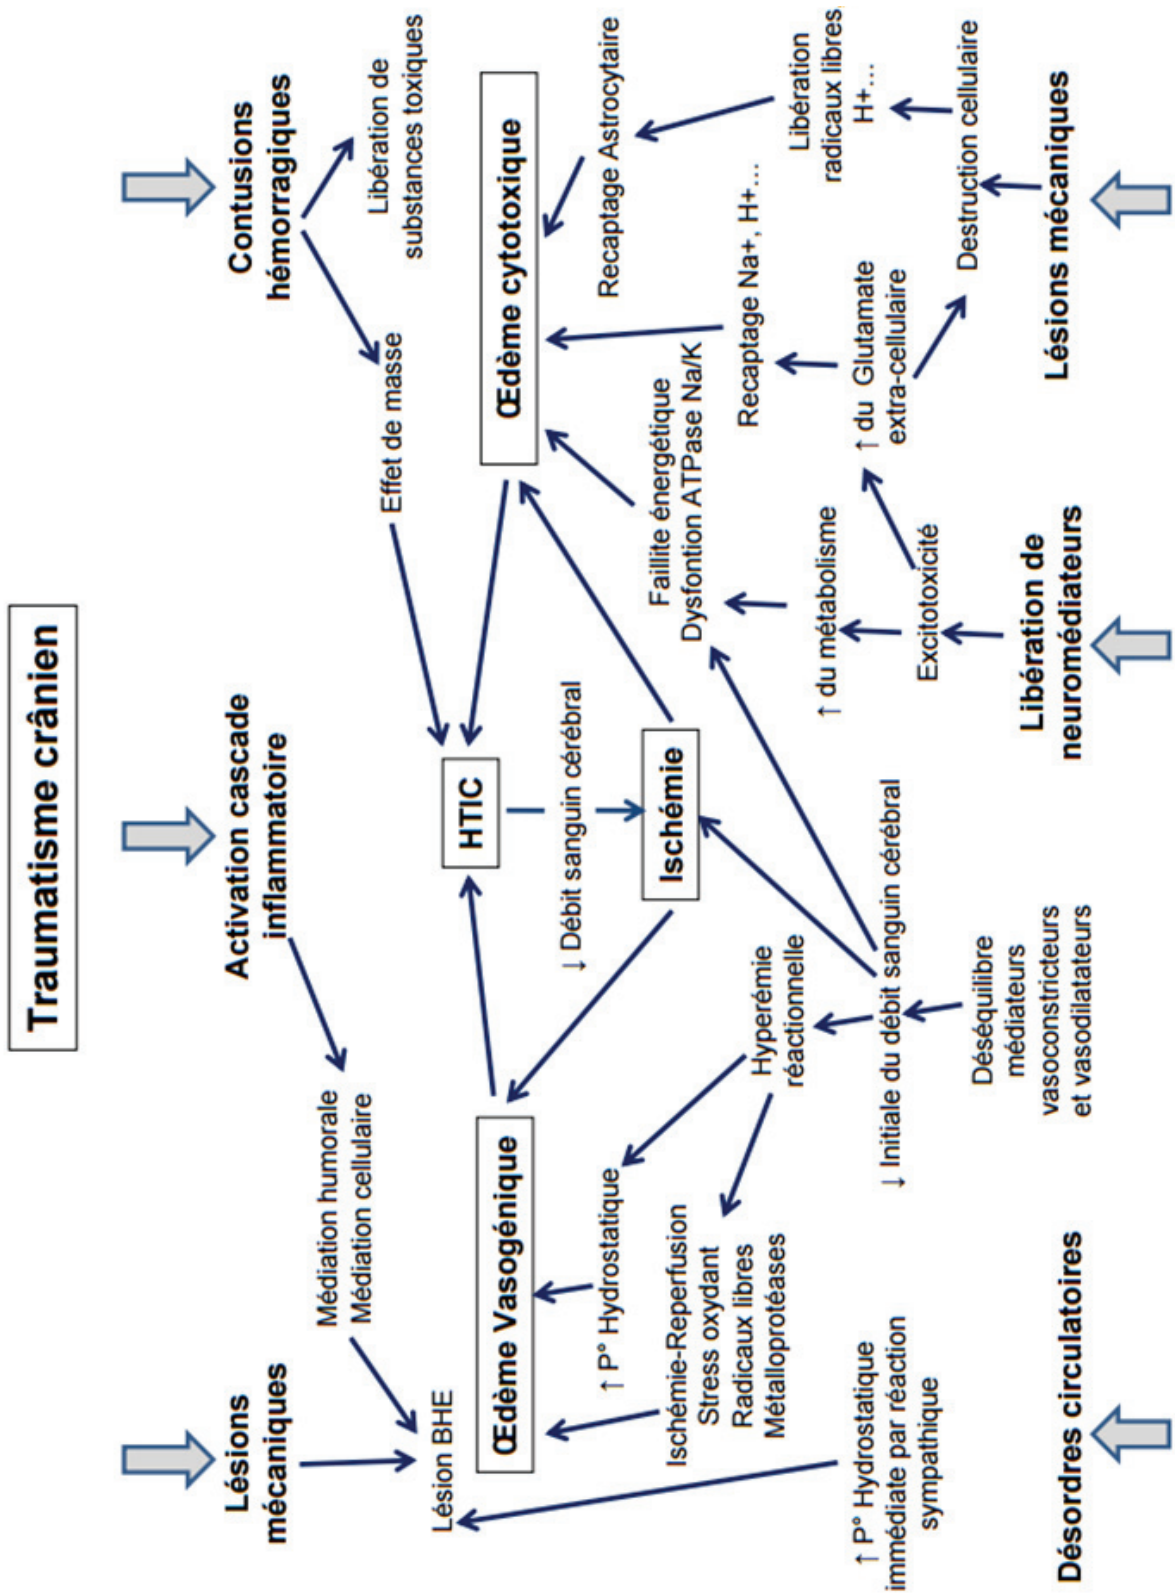 Traumatisme crânien
Lésions
mécaniques
Activation cascade
inflammatoire
Contusions
hémorragiques
Médiation humorale
Médiation cellulaire
Libération de
substances toxiques
Effet de masse
Lésion BHE
HTIC
Œdème Vasogénique
Œdème cytotoxique
↓ Débit sanguin cérébral
↑ P° Hydrostatique
Recaptage Astrocytaire
Ischémie
Ischémie-Reperfusion
Stress oxydant
Radicaux libres
Métalloprotéases
Faillite énergétique
Dysfontion ATPase Na/K
Hyperémie
réactionnelle
Recaptage Na+, H+...
Libération
radicaux libres,
H+...
↑ du métabolisme
↑ P° Hydrostatique
immédiate par réaction
sympathique
↓ Initiale du débit sanguin cérébral
↑ du Glutamate
extra-cellulaire
Excitotoxicité
Destruction cellulaire
Déséquilibre
médiateurs
vasoconstricteurs
et vasodilatateurs
Désordres circulatoires
Libération de
neuromédiateurs
Lésions mécaniques